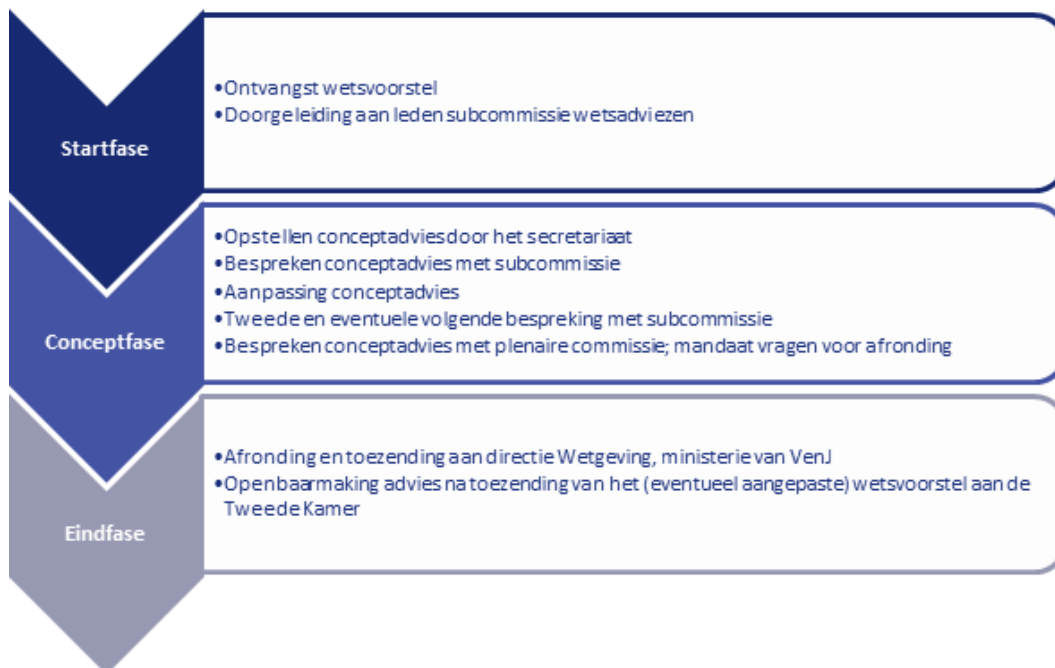 Startfase
•Ontvangst wetsvoorstel
•Doorgeleiding aan leden subcommissie wetsadviezen
Conceptfase
•Opstellen conceptadvies door het secretariaat
•Bespreken conceptadvies met subcommissie
•Aanpassing conceptadvies
•Tweede en eventuele volgende bespreking met subcommissie
•Bespreken conceptadvies met plenaire commissie; mandaat vragen voor afronding
Eindfase
•Afronding en toezending aan directie Wetgeving, ministerie van VenJ
•Openbaarmaking advies na toezending van het (eventueel aangepaste) wetsvoorstel aan de
Tweede Kamer